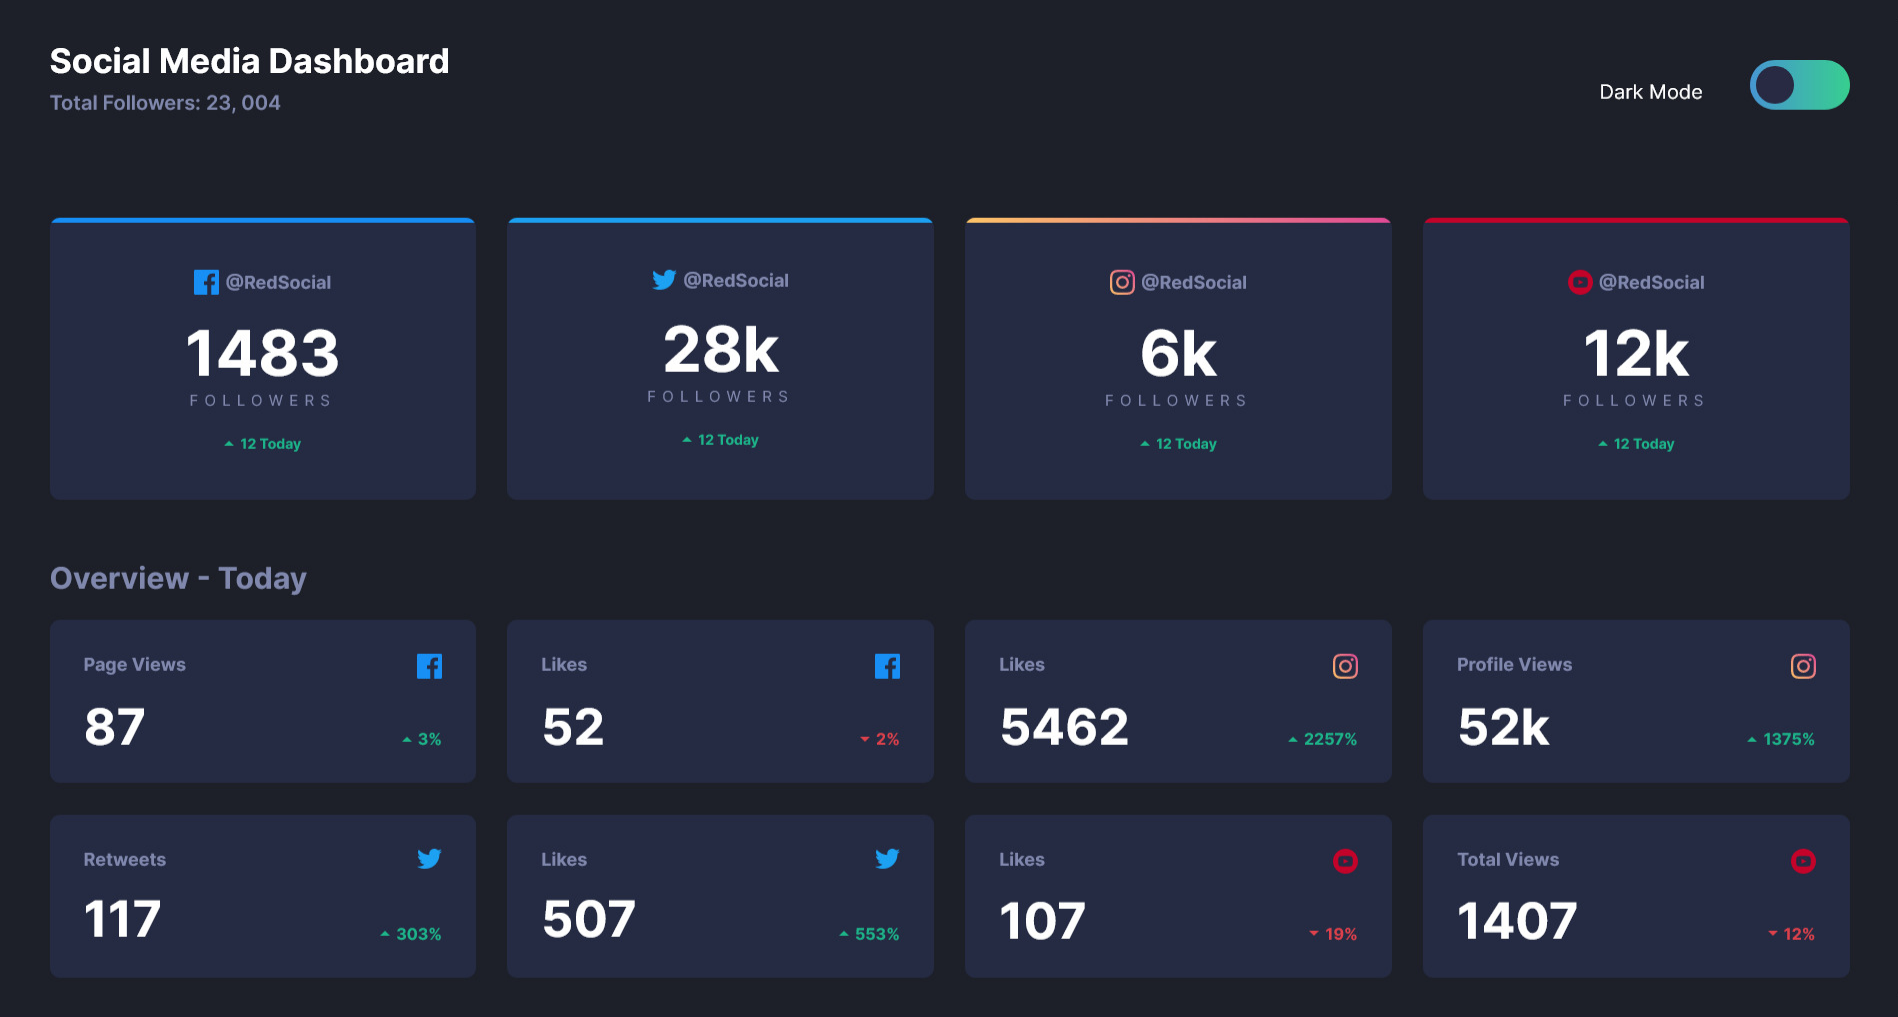 Social Media Dashboard
Total Followers: 23, 004
Dark Mode
@RedSocial
1483
FOLLOWERS
12 Today
@RedSocial
28k
FOLLOWERS
12 Today
@RedSocial
6k
FOLLOWERS
12 Today
@RedSocial
12k
FOLLOWERS
12 Today
Overview - Today
Page Views
87
3%
Likes
52
2%
Likes
5462
2257%
Profile Views
52k
1375%
Retweets
117
303%
Likes
507
553%
Likes
107
19%
Total Views
1407
12%